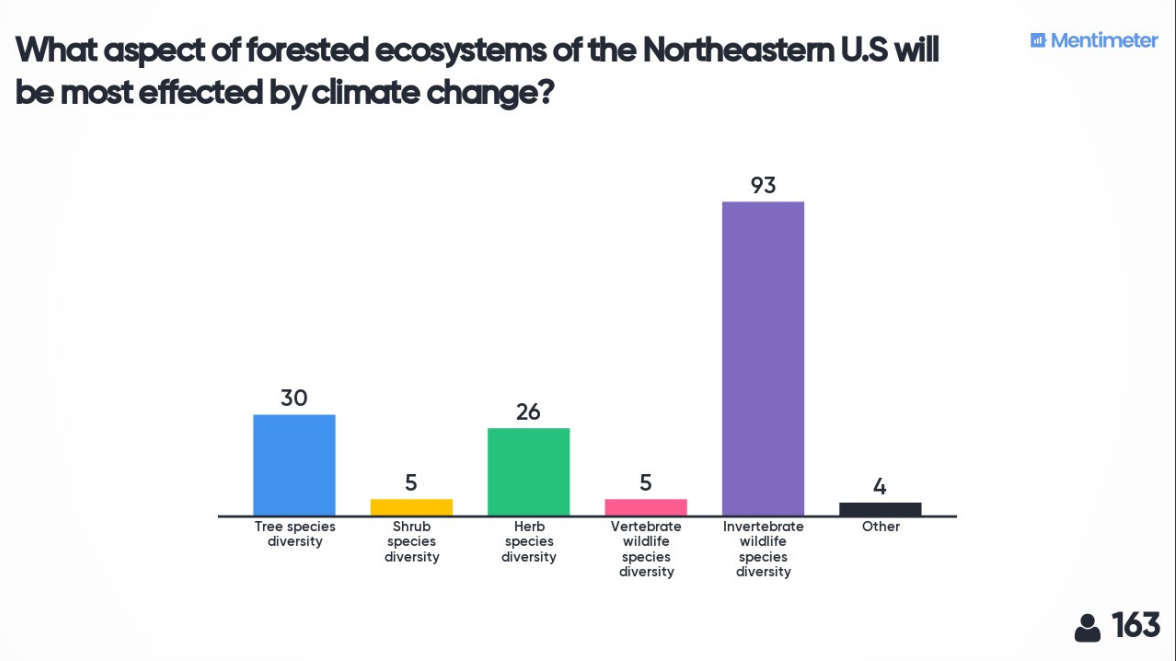 What aspect of forested ecosystems of the Northeastern U.S will
be most effected by climate change?
Mentimeter
93
30
26
5
5
4
Tree species
diversity
Shrub
species
diversity
Herb
species
diversity
Vertebrate
wildlife
species
diversity
Invertebrate
wildlife
species
diversity
Other
163